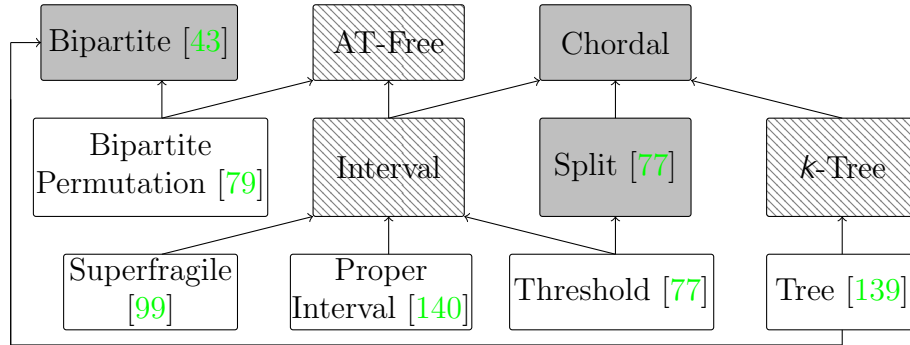 Bipartite [43]
AT-Free
Chordal
Bipartite
Permutation [79]
Interval
Split [77]
k-Tree
Superfragile
[99]
Proper
Interval [140]
Threshold [77]
Tree [139]